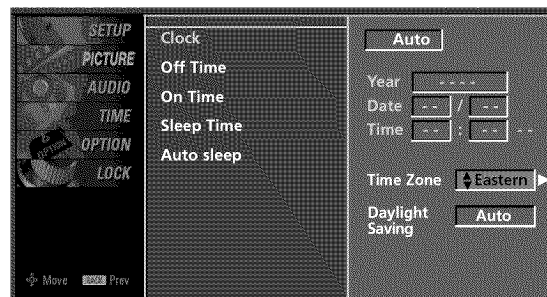 SETUP
PICTURE
AUDIO
TIME
OPTION
LOCK
Move BACK Prev
Clock
Off Time
On Time
Sleep Time
Auto sleep
Auto
Year - - - -
Date - - / - -
Time - - : - - - -
Time Zone Eastern
Daylight
Saving Auto